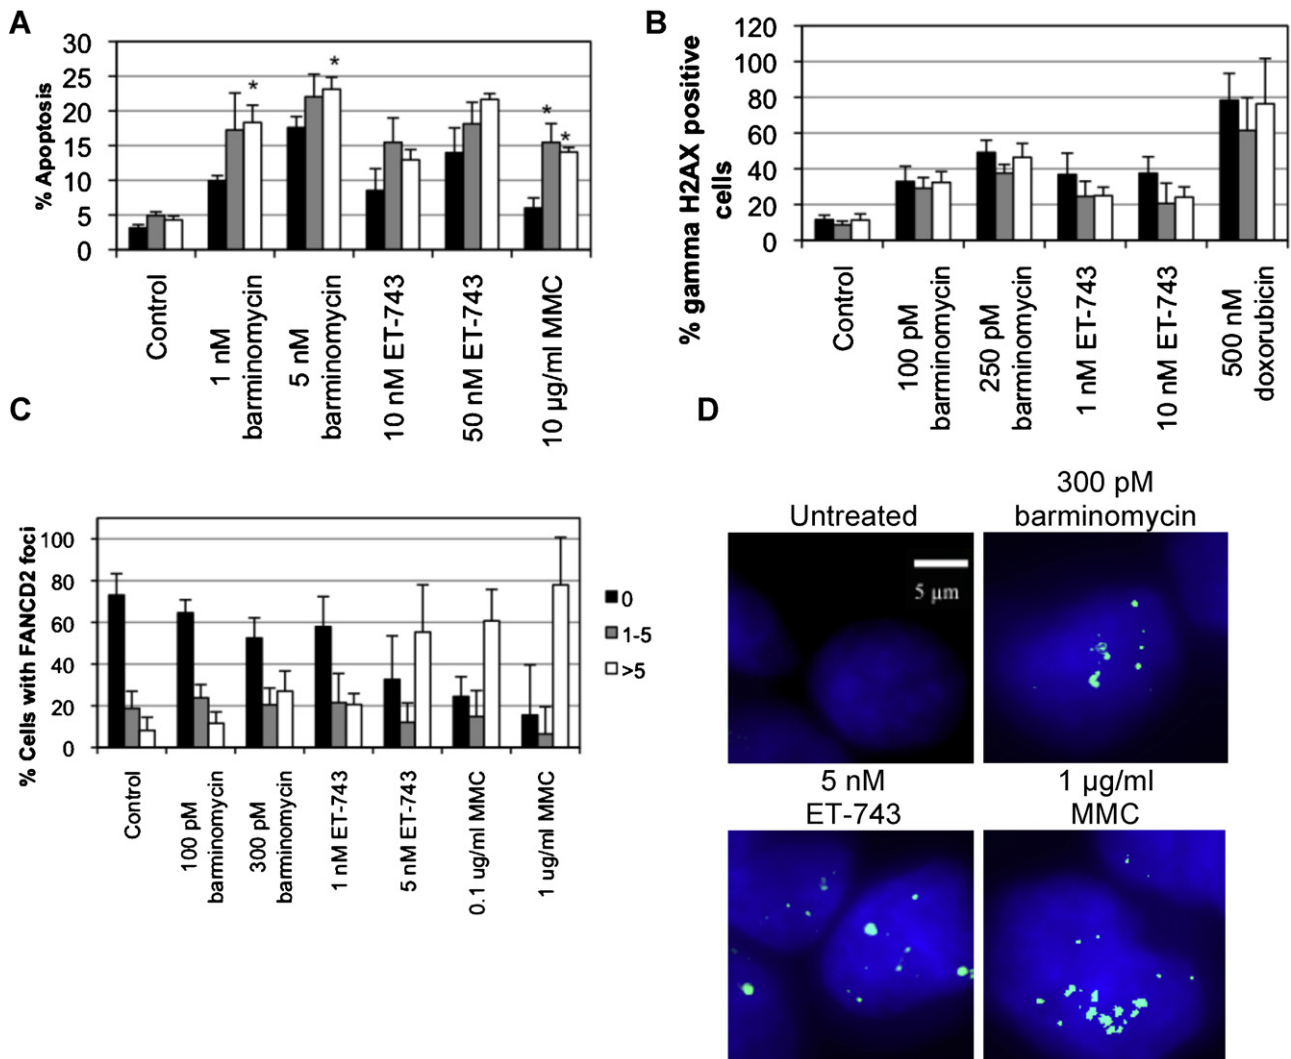 A
% Apoptosis
30
25
20
15
10
5
0
*
*
*
*
Control
1 nM
barminomycin
5 nM
barminomycin
10 nM ET-743
50 nM ET-743
10 µg/ml MMC
B
% gamma H2AX positive
cells
120
100
80
60
40
20
0
Control
100 pM
barminomycin
250 pM
barminomycin
1 nM ET-743
10 nM ET-743
500 nM
doxorubicin
C
% Cells with FANCD2 foci
100
80
60
40
20
0
Control
100 pM
barminomycin
300 pM
barminomycin
1 nM ET-743
5 nM ET-743
0.1 ug/ml MMC
1 ug/ml MMC
0
1-5
>5
D
Untreated
300 pM
barminomycin
5 µm
5 nM
ET-743
1 µg/ml
MMC